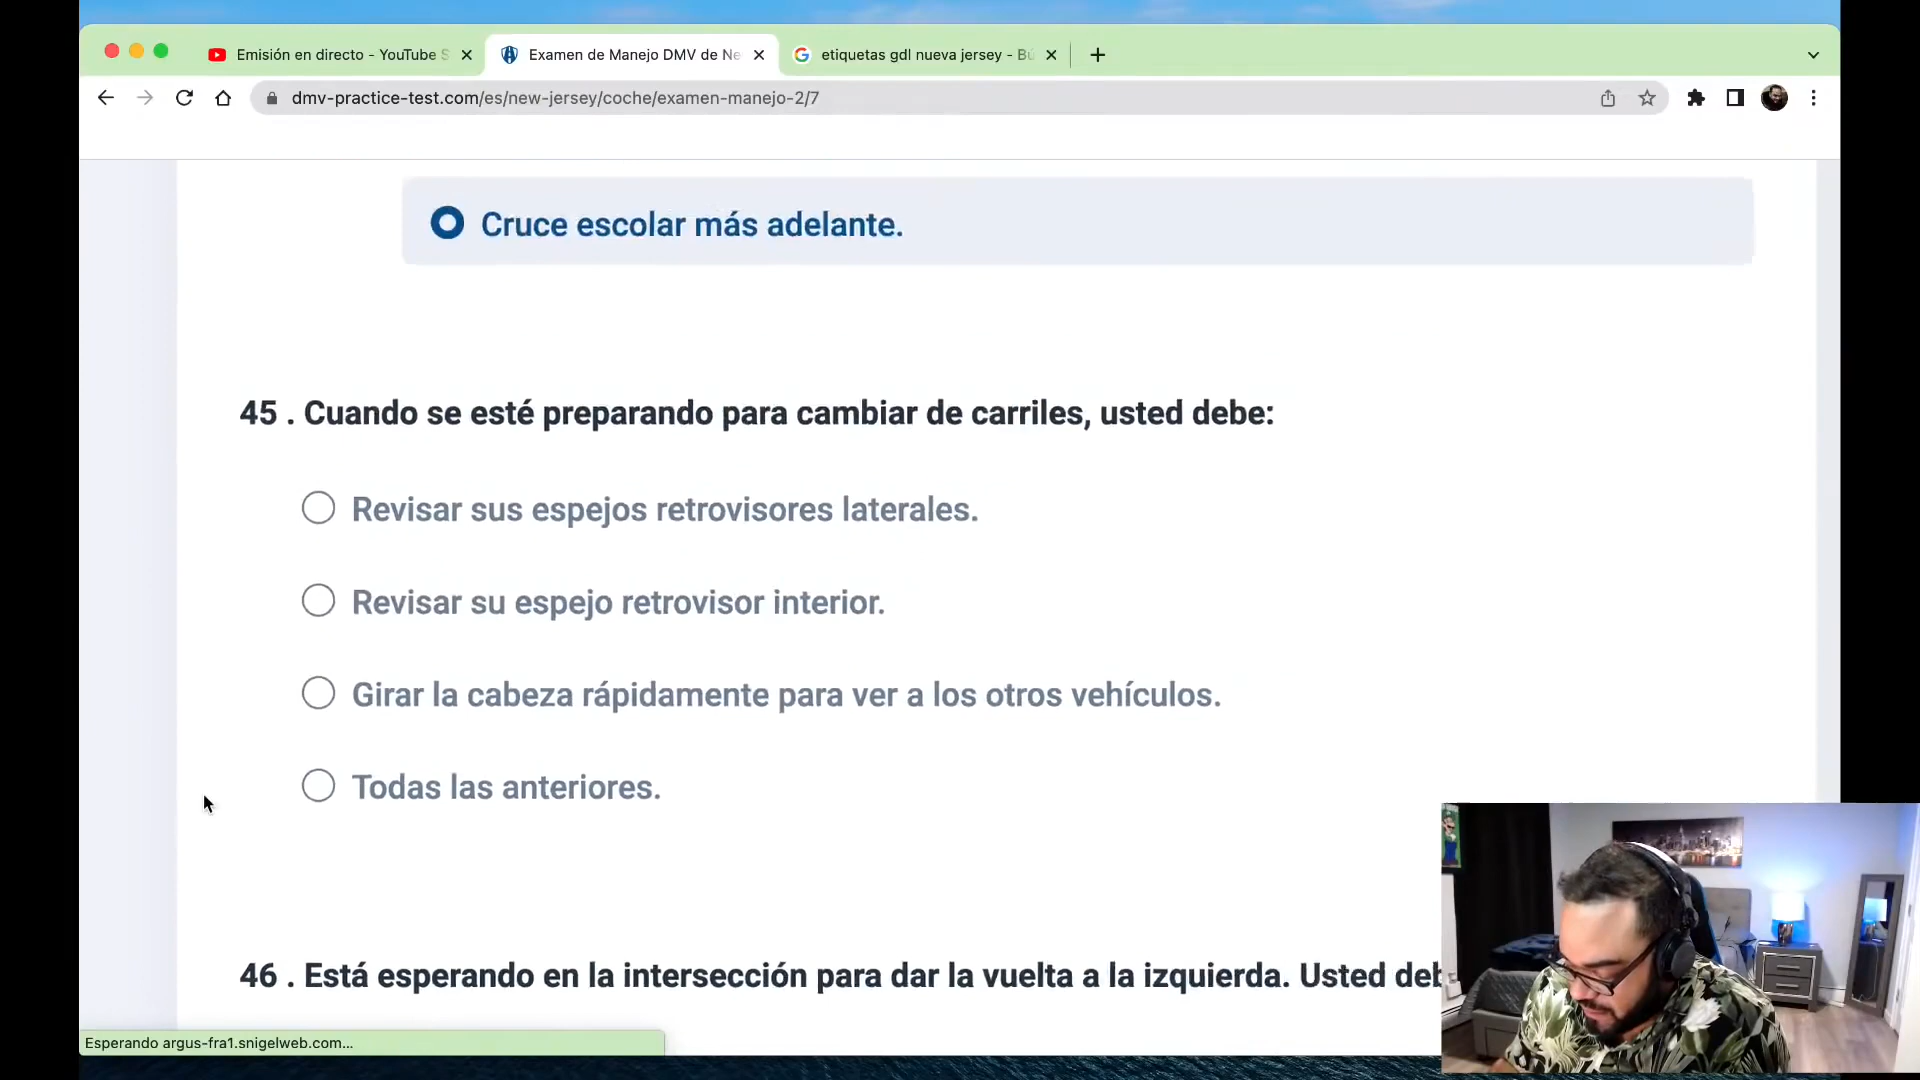 Emisión en directo - YouTube S
Examen de Manejo DMV de Ne
etiquetas gdl nueva jersey - Bú
dmv-practice-test.com/es/new-jersey/coche/examen-manejo-2/7
Cruce escolar más adelante.
45 . Cuando se esté preparando para cambiar de carriles, usted debe:
Revisar sus espejos retrovisores laterales.
Revisar su espejo retrovisor interior.
Girar la cabeza rápidamente para ver a los otros vehículos.
Todas las anteriores.
46 . Está esperando en la intersección para dar la vuelta a la izquierda. Usted deb
Esperando argus-fra1.snigelweb.com...